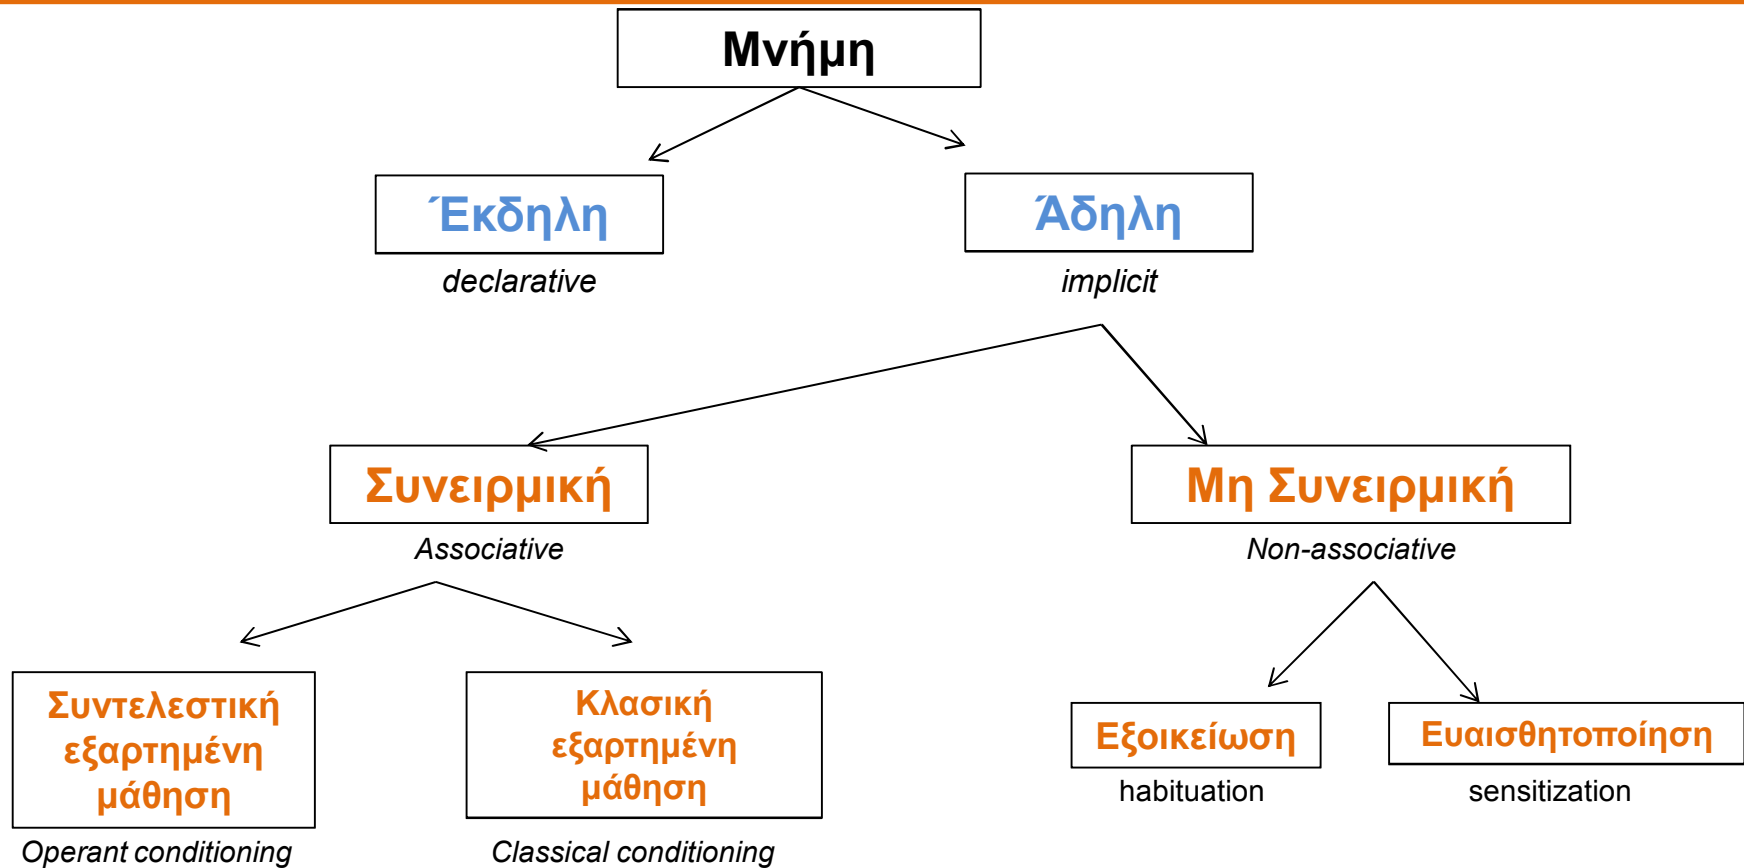 Μνήμη
Έκδηλη
Άδηλη
declarative
implicit
Συνειρμική
Μη Συνειρμική
Associative
Non-associative
Συντελεστική
εξαρτημένη
μάθηση
Κλασική
εξαρτημένη
μάθηση
Εξοικείωση
Ευαισθητοποίηση
habituation
sensitization
Operant conditioning
Classical conditioning